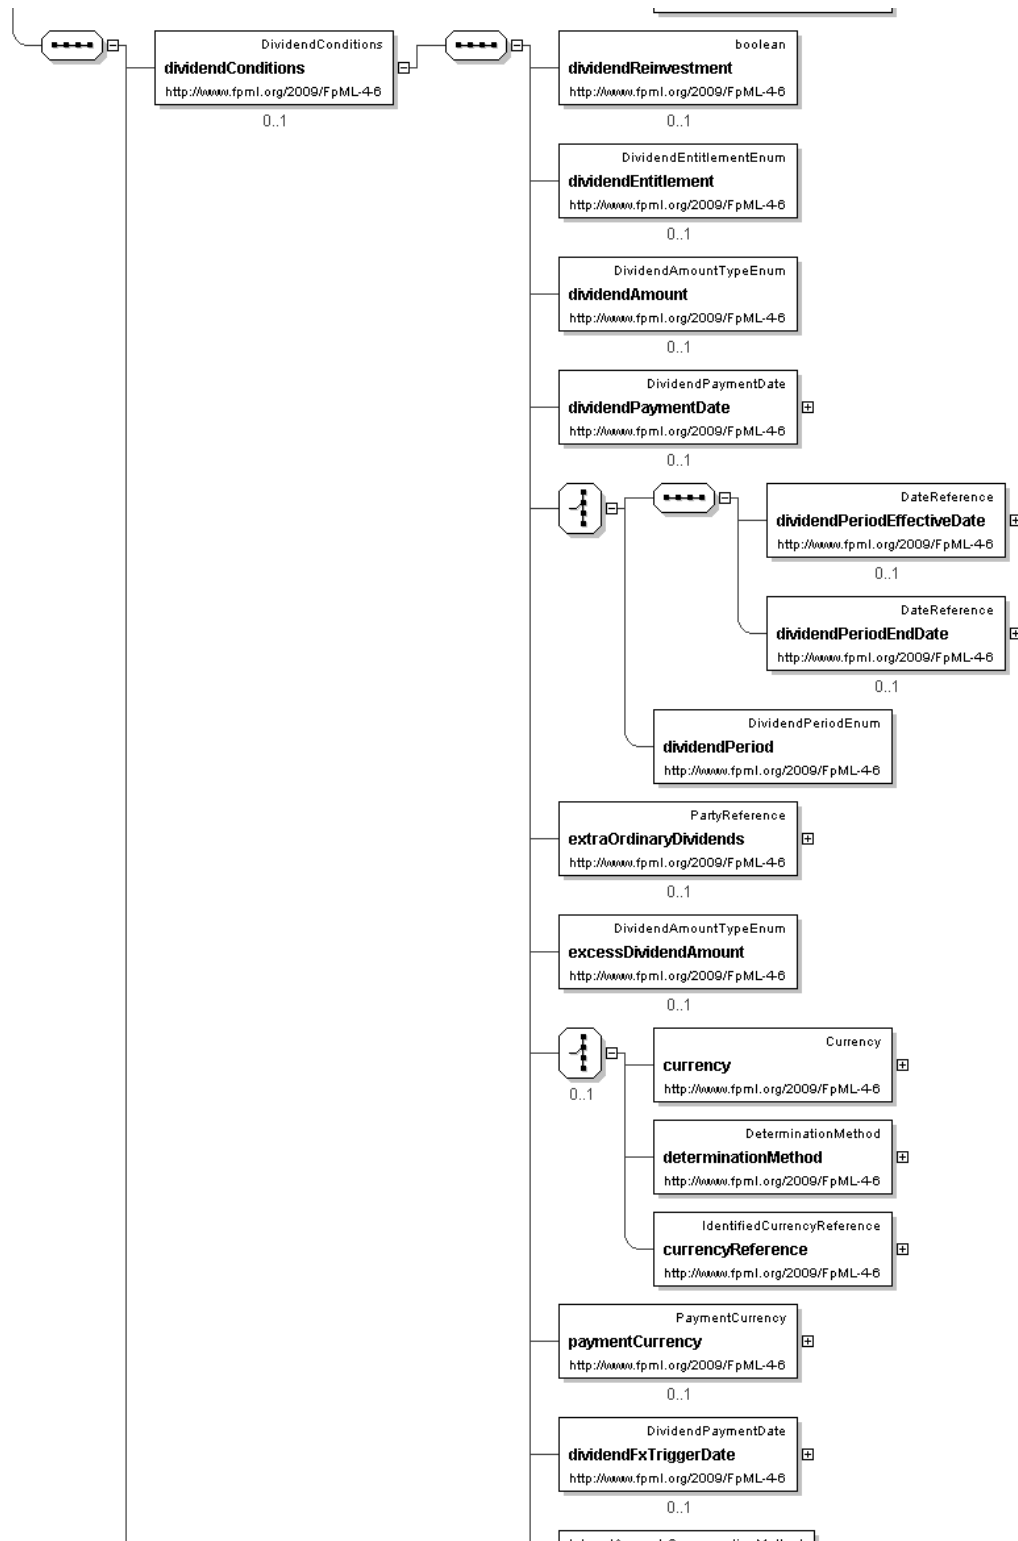 DividendConditions
dividendConditions
http://www.fpml.org/2009/FpML-4-6
0..1
boolean
dividendReinvestment
http://www.fpml.org/2009/FpML-4-6
0..1
DividendEntitlementEnum
dividendEntitlement
http://www.fpml.org/2009/FpML-4-6
0..1
DividendAmountTypeEnum
dividendAmount
http://www.fpml.org/2009/FpML-4-6
0..1
DividendPaymentDate
dividendPaymentDate
http://www.fpml.org/2009/FpML-4-6
0..1
DateReference
dividendPeriodEffectiveDate
http://www.fpml.org/2009/FpML-4-6
0..1
DateReference
dividendPeriodEndDate
http://www.fpml.org/2009/FpML-4-6
0..1
DividendPeriodEnum
dividendPeriod
http://www.fpml.org/2009/FpML-4-6
PartyReference
extraOrdinaryDividends
http://www.fpml.org/2009/FpML-4-6
0..1
DividendAmountTypeEnum
excessDividendAmount
http://www.fpml.org/2009/FpML-4-6
0..1
0..1
Currency
currency
http://www.fpml.org/2009/FpML-4-6
DeterminationMethod
determinationMethod
http://www.fpml.org/2009/FpML-4-6
IdentifiedCurrencyReference
currencyReference
http://www.fpml.org/2009/FpML-4-6
PaymentCurrency
paymentCurrency
http://www.fpml.org/2009/FpML-4-6
0..1
DividendPaymentDate
dividendFxTriggerDate
http://www.fpml.org/2009/FpML-4-6
0..1